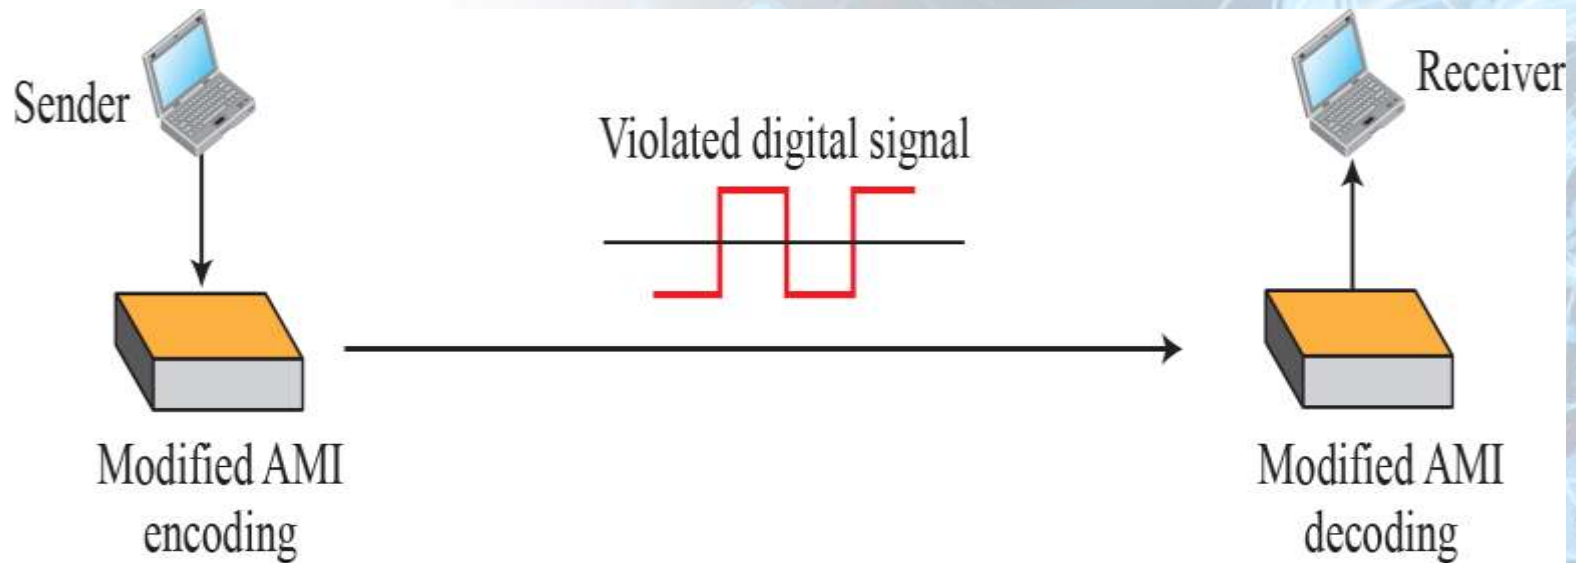 Sender
Receiver
Violated digital signal
Modified AMI
encoding
Modified AMI
decoding